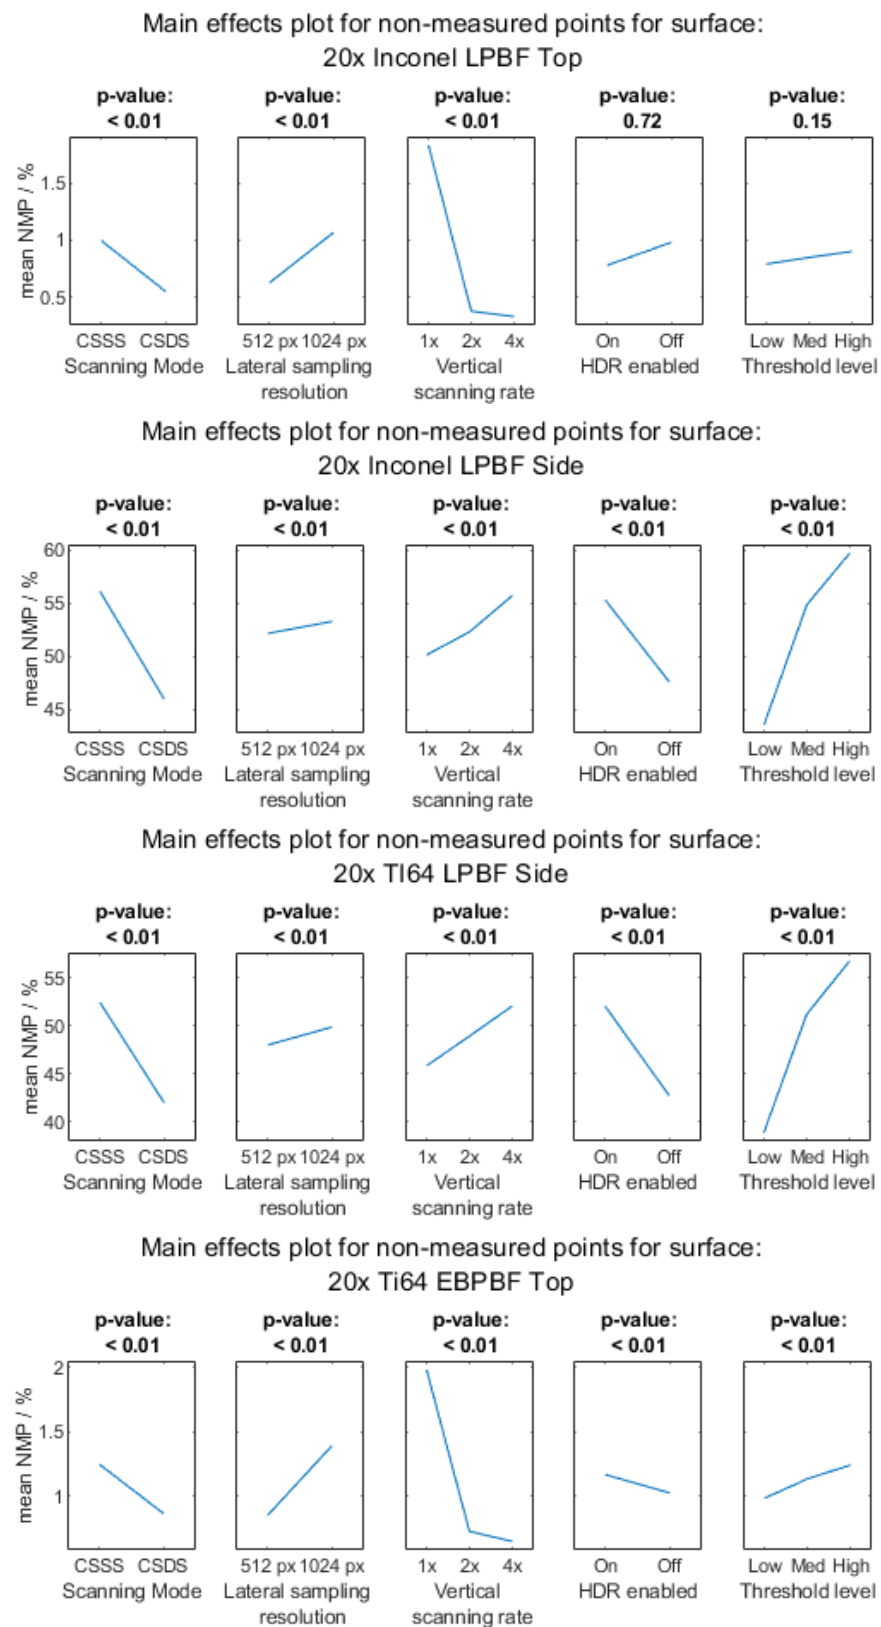 Main effects plot for non-measured points for surface:
20x Inconel LPBF Top
p-value: p-value: p-value: p-value: p-value:
< 0.01 < 0.01 < 0.01 0.72 0.15
mean NMP / %
1.5
1
0.5
CSSS CSDS 512 px 1024 px 1x 2x 4x On Off Low Med High
Scanning Mode Lateral sampling Vertical HDR enabled Threshold level
resolution scanning rate
Main effects plot for non-measured points for surface:
20x Inconel LPBF Side
p-value: p-value: p-value: p-value: p-value:
< 0.01 < 0.01 < 0.01 < 0.01 < 0.01
mean NMP / %
60
55
50
45
CSSS CSDS 512 px 1024 px 1x 2x 4x On Off Low Med High
Scanning Mode Lateral sampling Vertical HDR enabled Threshold level
resolution scanning rate
Main effects plot for non-measured points for surface:
20x TI64 LPBF Side
p-value: p-value: p-value: p-value: p-value:
< 0.01 < 0.01 < 0.01 < 0.01 < 0.01
mean NMP / %
55
50
45
40
CSSS CSDS 512 px 1024 px 1x 2x 4x On Off Low Med High
Scanning Mode Lateral sampling Vertical HDR enabled Threshold level
resolution scanning rate
Main effects plot for non-measured points for surface:
20x Ti64 EBPBF Top
p-value: p-value: p-value: p-value: p-value:
< 0.01 < 0.01 < 0.01 < 0.01 < 0.01
mean NMP / %
2
1.5
1
CSSS CSDS 512 px 1024 px 1x 2x 4x On Off Low Med High
Scanning Mode Lateral sampling Vertical HDR enabled Threshold level
resolution scanning rate